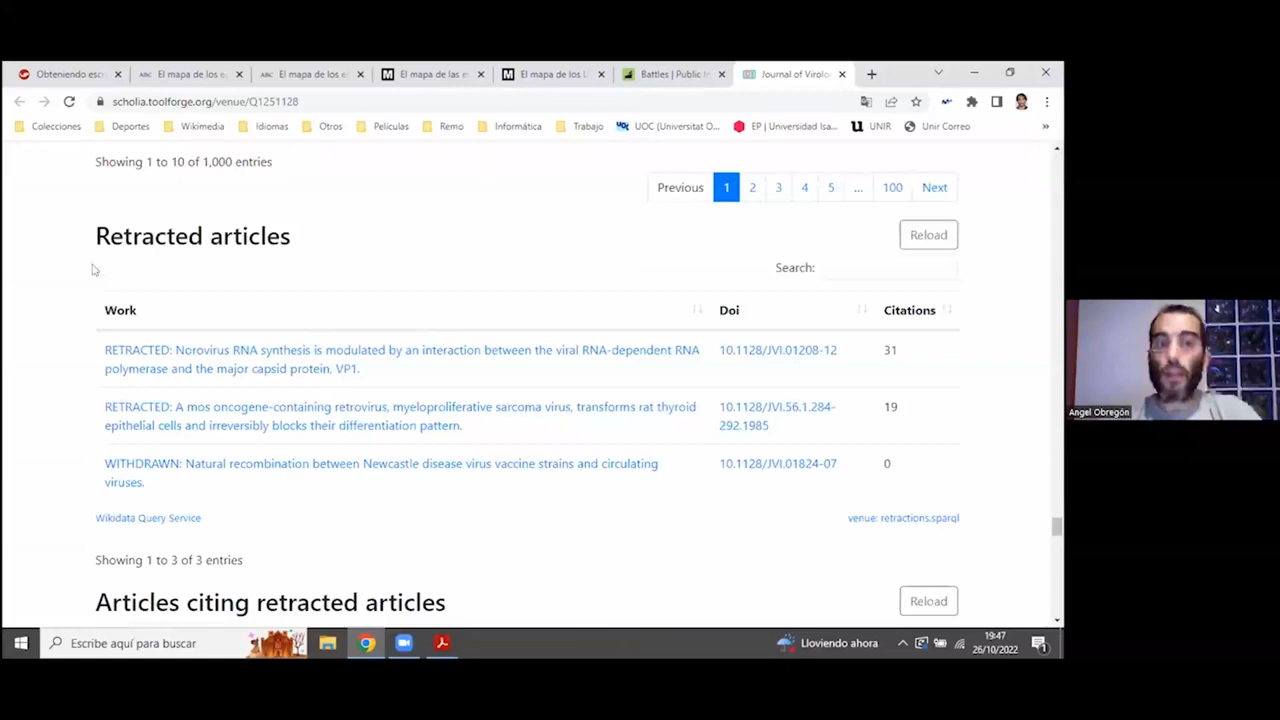 Obteniendo esc
ABC El mapa de los e
ABC El mapa de los e
M El mapa de las e
M El mapa de los l
Battles | Public I
Journal of Virolo
scholia.toolforge.org/venue/Q1251128
Colecciones
Deportes
Wikimedia
Idiomas
Otros
Películas
Remo
Informática
Trabajo
UOC (Universitat O...
EP | Universidad Isa...
UNIR
Unir Correo
»
Showing 1 to 10 of 1,000 entries
Previous 1 2 3 4 5 ... 100 Next
Retracted articles
Reload
Search:
Work Doi Citations
RETRACTED: Norovirus RNA synthesis is modulated by an interaction between the viral RNA-dependent RNA
polymerase and the major capsid protein, VP1.
10.1128/JVI.01208-12
31
RETRACTED: A mos oncogene-containing retrovirus, myeloproliferative sarcoma virus, transforms rat thyroid
epithelial cells and irreversibly blocks their differentiation pattern.
10.1128/JVI.56.1.284-
292.1985
19
WITHDRAWN: Natural recombination between Newcastle disease virus vaccine strains and circulating
viruses.
10.1128/JVI.01824-07
0
Wikidata Query Service
venue: retractions.sparql
Showing 1 to 3 of 3 entries
Articles citing retracted articles
Reload
Angel Obregón
Escribe aquí para buscar
Lloviendo ahora
19:47
26/10/2022
1